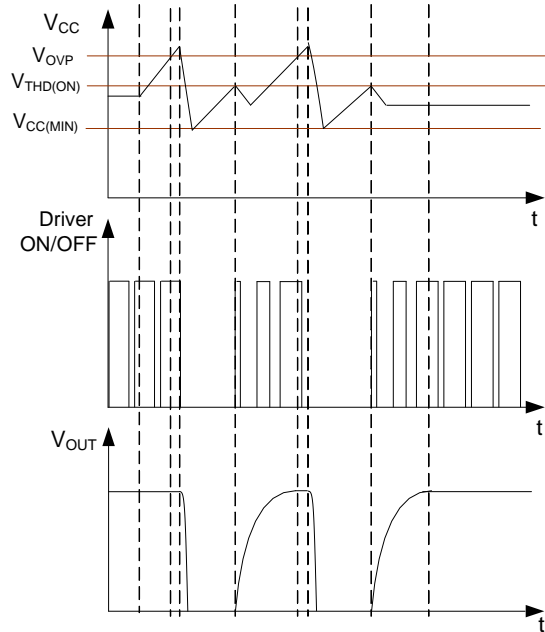 VCC
VOVP
VTHD(ON)
VCC(MIN)
t
Driver
ON/OFF
t
VOUT
t